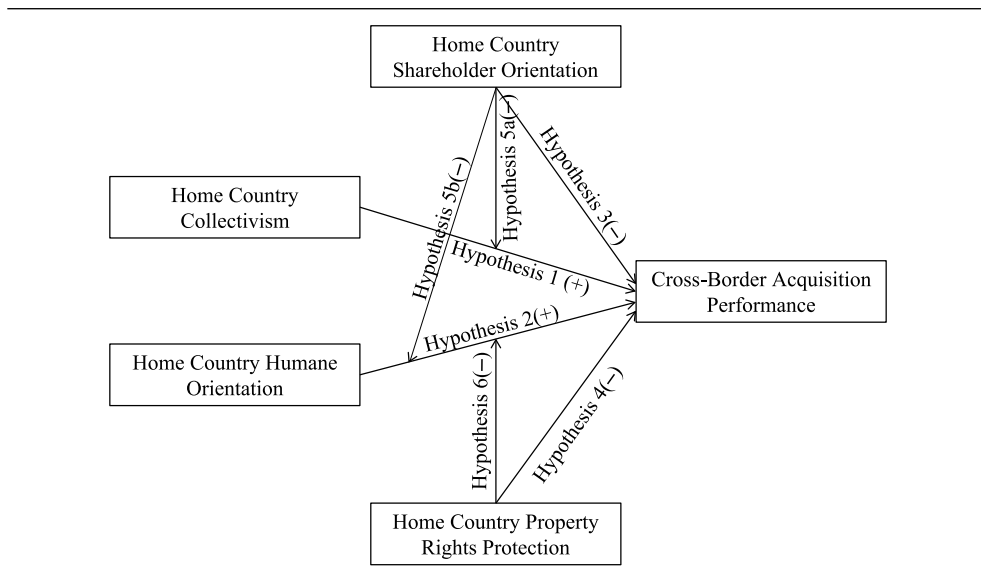 Home Country
Shareholder Orientation
Hypothesis 5a(−)
Hypothesis 3(−)
Hypothesis 5b(−)
Home Country
Collectivism
Hypothesis 1 (+)
Cross-Border Acquisition
Performance
Hypothesis 2(+)
Home Country Humane
Orientation
Hypothesis 6(−)
Hypothesis 4(−)
Home Country Property
Rights Protection